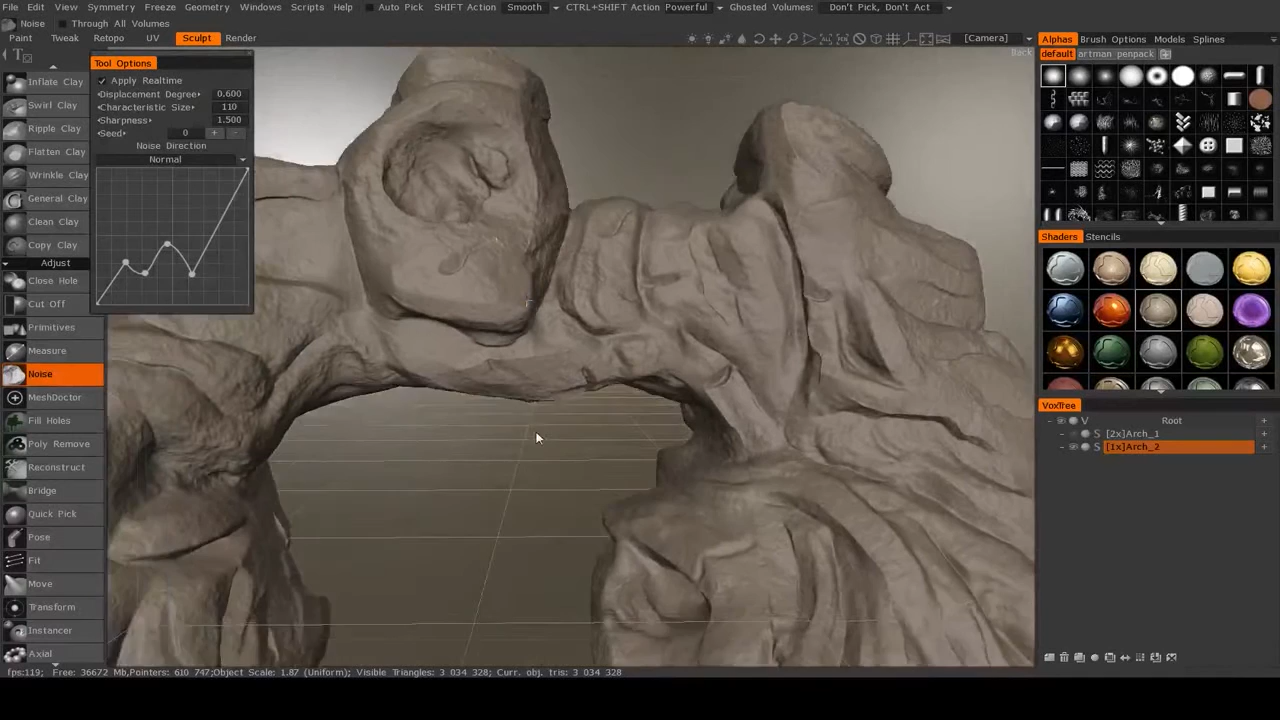 File Edit View Symmetry Freeze Geometry Windows Scripts Help Auto Pick SHIFT Action Smooth CTRL+SHIFT Action Powerful Ghosted Volumes: Don't Pick, Don't Act
Noise Through All Volumes
Paint Tweak Retopo UV Sculpt Render [Camera] Alphas Brush Options Models Splines
Back
default artman penpack
Tool Options
Apply Realtime
Displacement Degree 0.600
Characteristic Size 110
Sharpness 1.500
Seed 0 + -
Noise Direction
Normal
Inflate Clay
Swirl Clay
Ripple Clay
Flatten Clay
Wrinkle Clay
General Clay
Clean Clay
Copy Clay
Adjust
Close Hole
Cut Off
Primitives
Measure
Noise
MeshDoctor
Fill Holes
Poly Remove
Reconstruct
Bridge
Quick Pick
Pose
Fit
Move
Transform
Instancer
Axial
Shaders Stencils
VoxTree
V Root +
S [2x]Arch_1 +
S [1x]Arch_2 +
fps:119; Free: 36672 Mb,Pointers: 610 747;Object Scale: 1.87 (Uniform); Visible Triangles: 3 034 328; Curr. obj. tris: 3 034 328